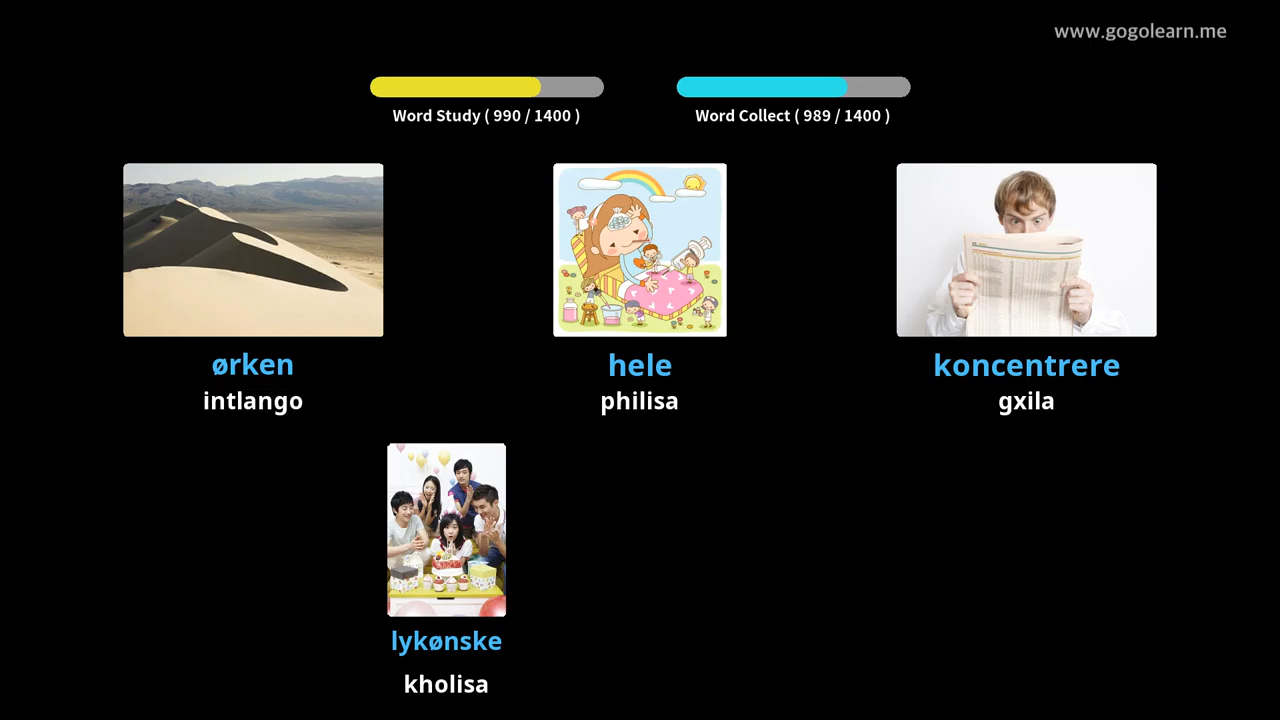 www.gogolearn.me
Word Study ( 990 / 1400 )
Word Collect ( 989 / 1400 )
ørken
hele
koncentrere
intlango
philisa
gxila
lykønske
kholisa